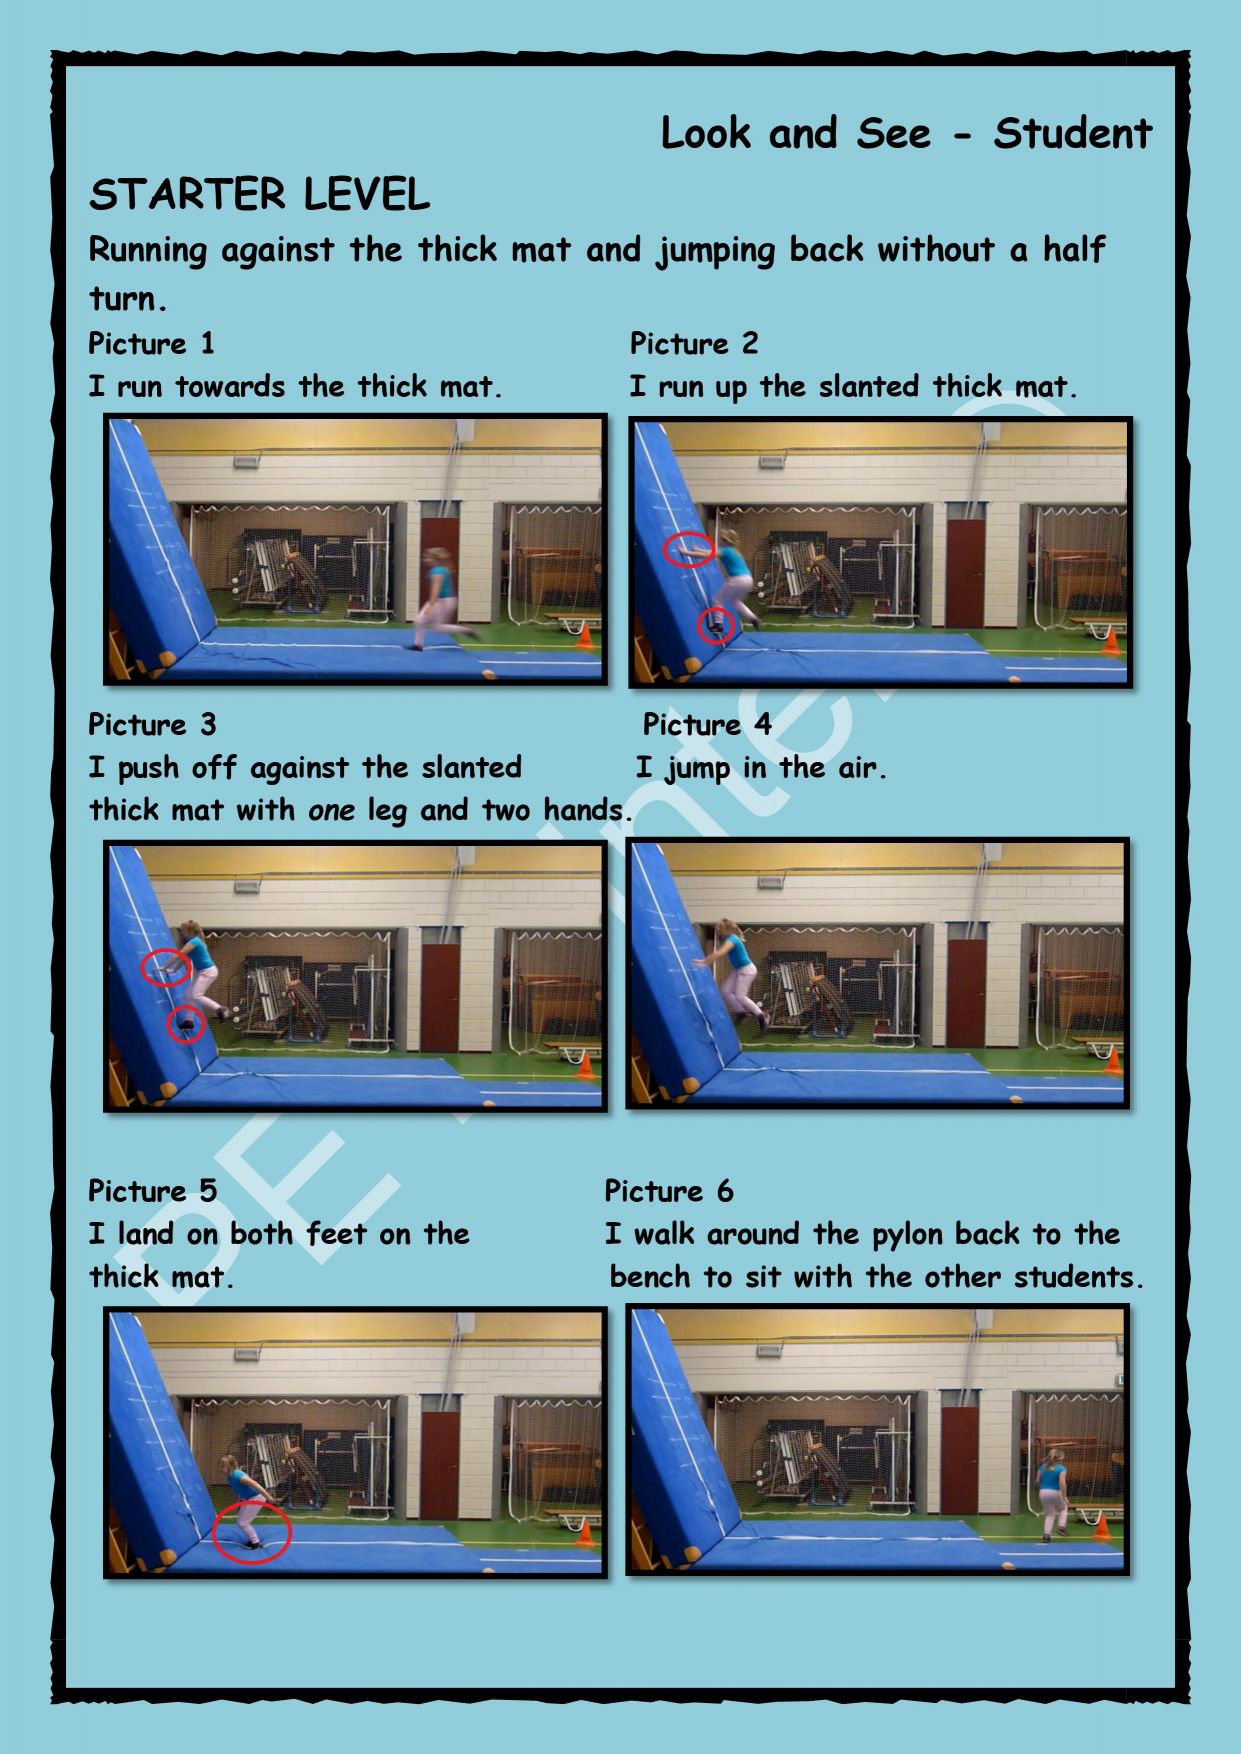 Look and See - Student
STARTER LEVEL
Running against the thick mat and jumping back without a half
turn.
Picture 1
I run towards the thick mat.
Picture 2
I run up the slanted thick mat.
Picture 3
I push off against the slanted
thick mat with one leg and two hands.
Picture 4
I jump in the air.
Picture 5
I land on both feet on the
thick mat.
Picture 6
I walk around the pylon back to the
bench to sit with the other students.
PE